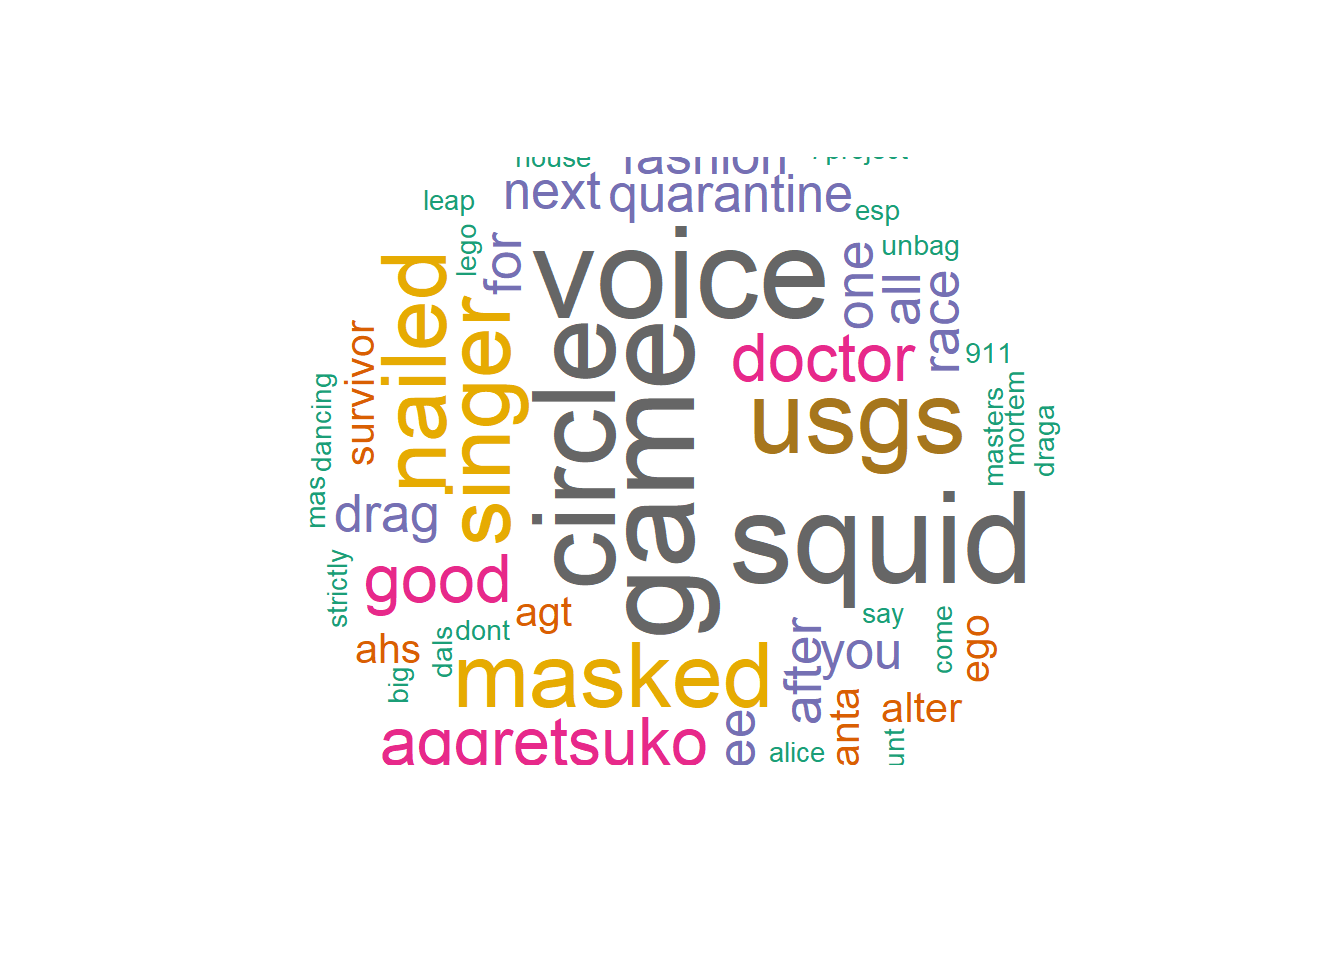 house
fashion
project
leap
next
quarantine
esp
lego
for
voice
one
all
unbag
race
nailed
singer
circle
game
doctor
911
survivor
dancing
usgs
masters
mortem
draga
mas
drag
squid
strictly
good
agt
dont
ahs
dals
big
masked
say
after
you
come
ego
aggretsuko
alice
anta
alter